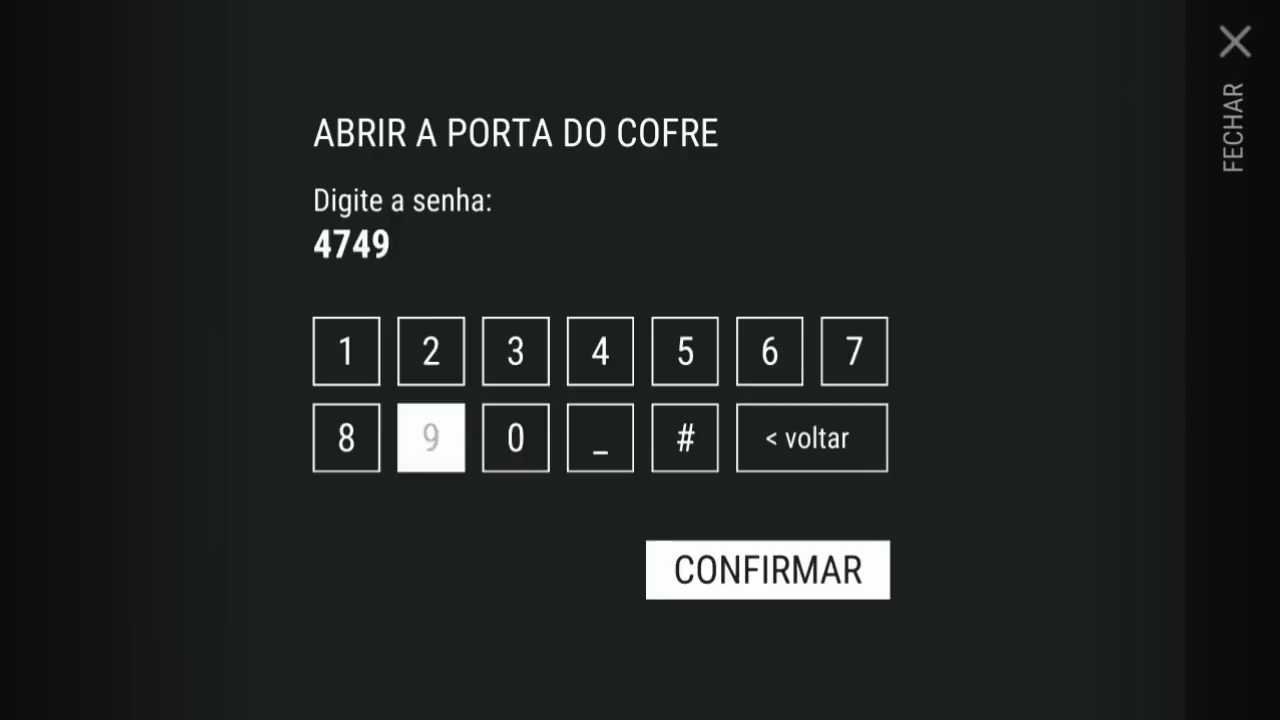 ABRIR A PORTA DO COFRE
Digite a senha:
4749
1 2 3 4 5 6 7
8 9 0 _ # < voltar
CONFIRMAR
FECHAR